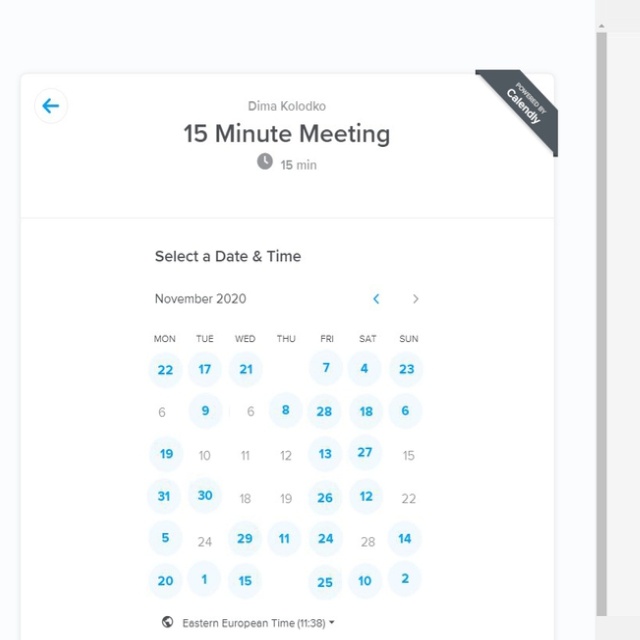 POWERED BY
Calendly
Dima Kolodko
15 Minute Meeting
15 min
Select a Date & Time
November 2020
MON TUE WED THU FRI SAT SUN
22 17 21 7 4 23
6 9 6 8 28 18 6
19 10 11 12 13 27 15
31 30 18 19 26 12 22
5 24 29 11 24 28 14
20 1 15 25 10 2
Eastern European Time (11:38)